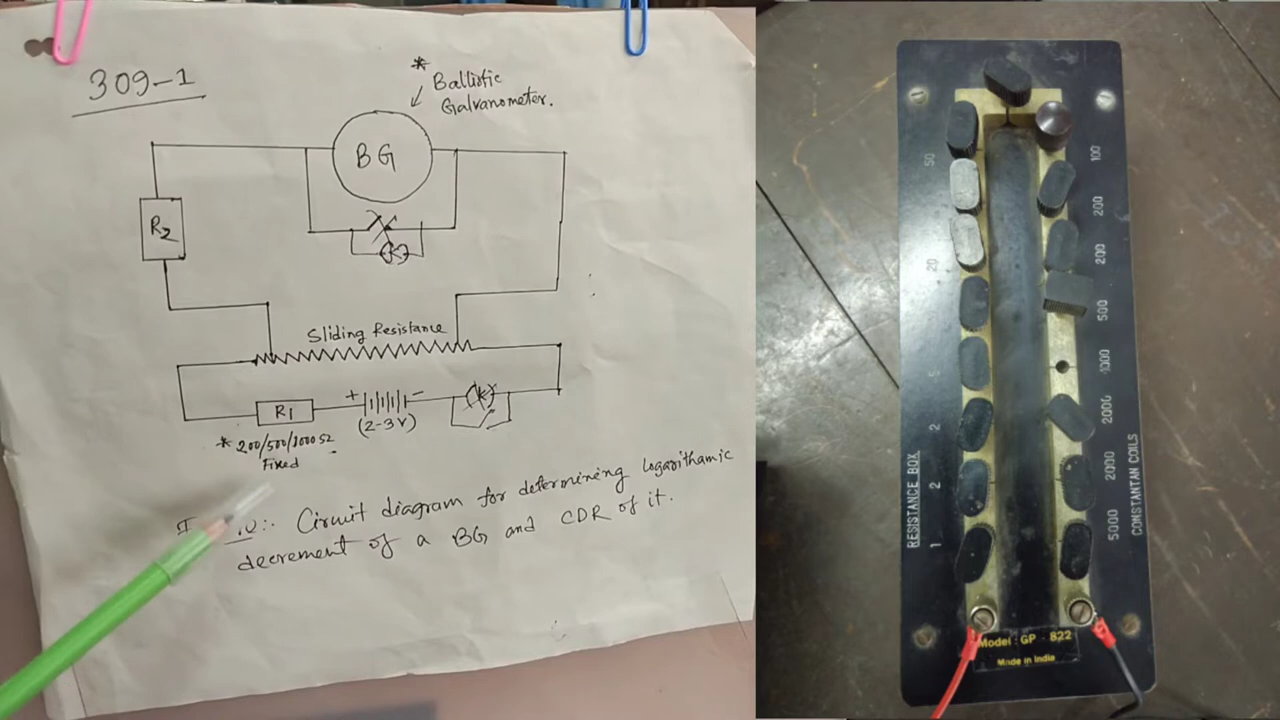 309-1
* Ballistic
Galvanometer.
BG
R2
K
Sliding Resistance
R1
+
-
(2-3V)
K
* 200/500/1000Ω
Fixed
:- Circuit diagram for determining logarithamic
decrement of a BG and CDR of it.
50
20
5
2
2
1
RESISTANCE BOX
100
200
200
500
1000
2000
2000
5000
CONSTANTAN COILS
Model : GP - 822
Made in India